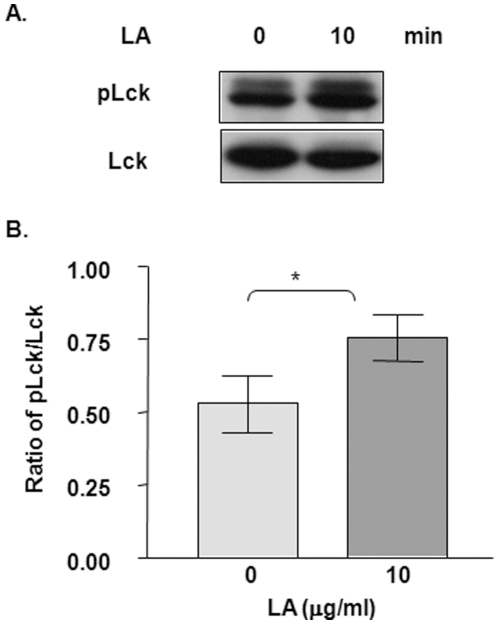 A.
LA 0 10 min
pLck
Lck
B.
*
1.00
0.75
0.50
0.25
0.00
Ratio of pLck/Lck
0 10
LA (μg/ml)